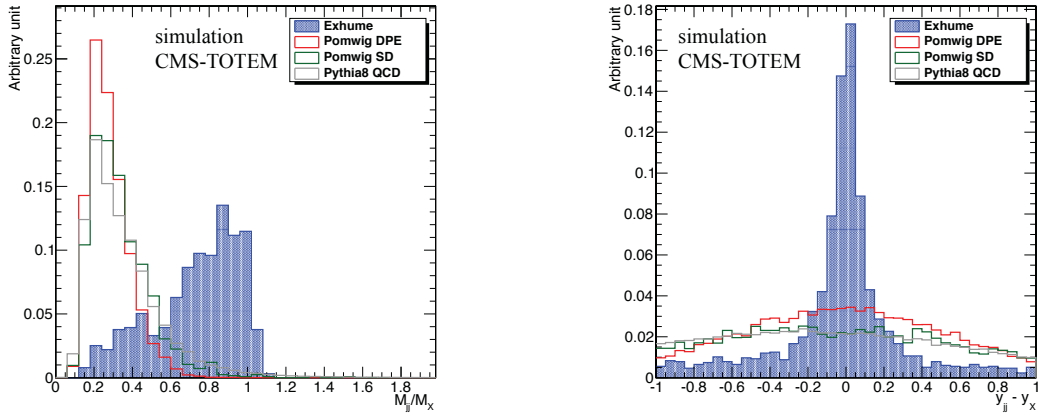 Arbitrary unit
simulation
CMS-TOTEM
Exhume
Pomwig DPE
Pomwig SD
Pythia8 QCD
0.25
0.2
0.15
0.1
0.05
0
0.2 0.4 0.6 0.8 1 1.2 1.4 1.6 1.8
M_jj/M_X
Arbitrary unit
simulation
CMS-TOTEM
Exhume
Pomwig DPE
Pomwig SD
Pythia8 QCD
0.18
0.16
0.14
0.12
0.1
0.08
0.06
0.04
0.02
0
-1 -0.8 -0.6 -0.4 -0.2 0 0.2 0.4 0.6 0.8 1
y_jj - y_X